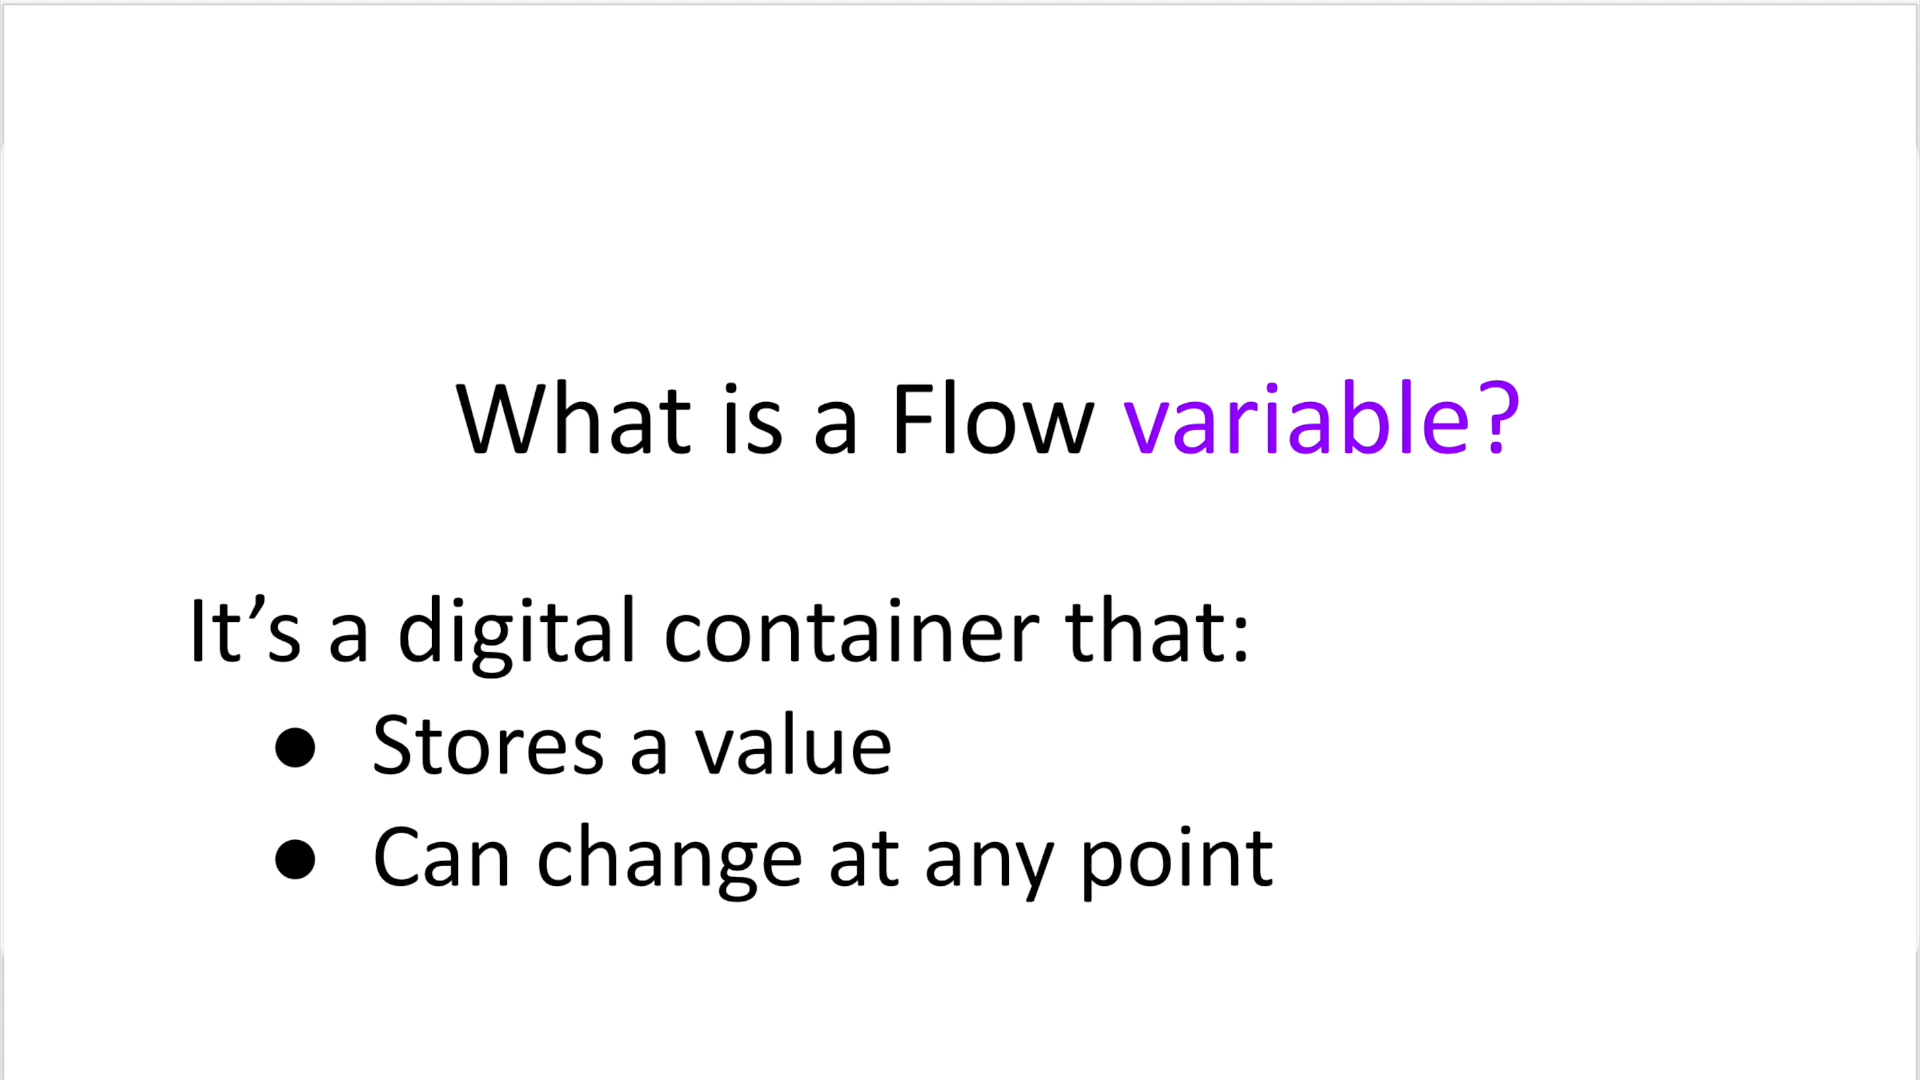 What is a Flow variable?
It’s a digital container that:
● Stores a value
● Can change at any point